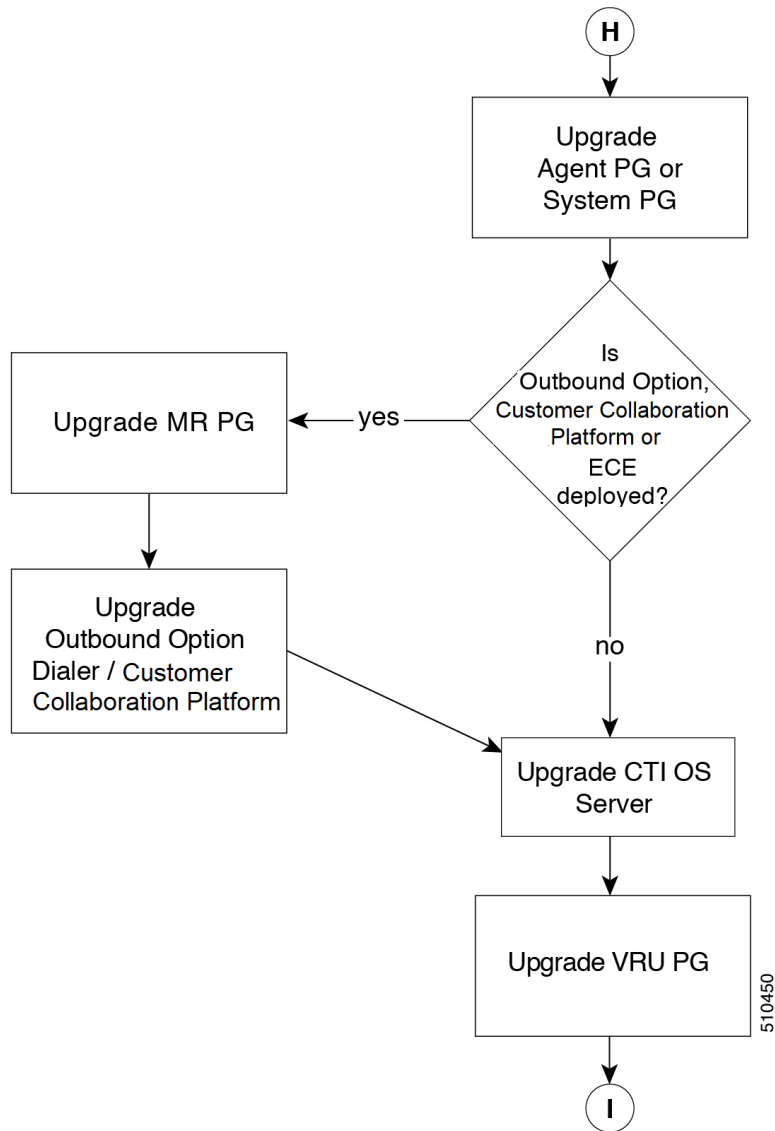 H
Upgrade
Agent PG or
System PG
Is
Outbound Option,
Customer Collaboration
Platform or
ECE
deployed?
yes
Upgrade MR PG
Upgrade
Outbound Option
Dialer / Customer
Collaboration Platform
no
Upgrade CTI OS
Server
Upgrade VRU PG
510450
I